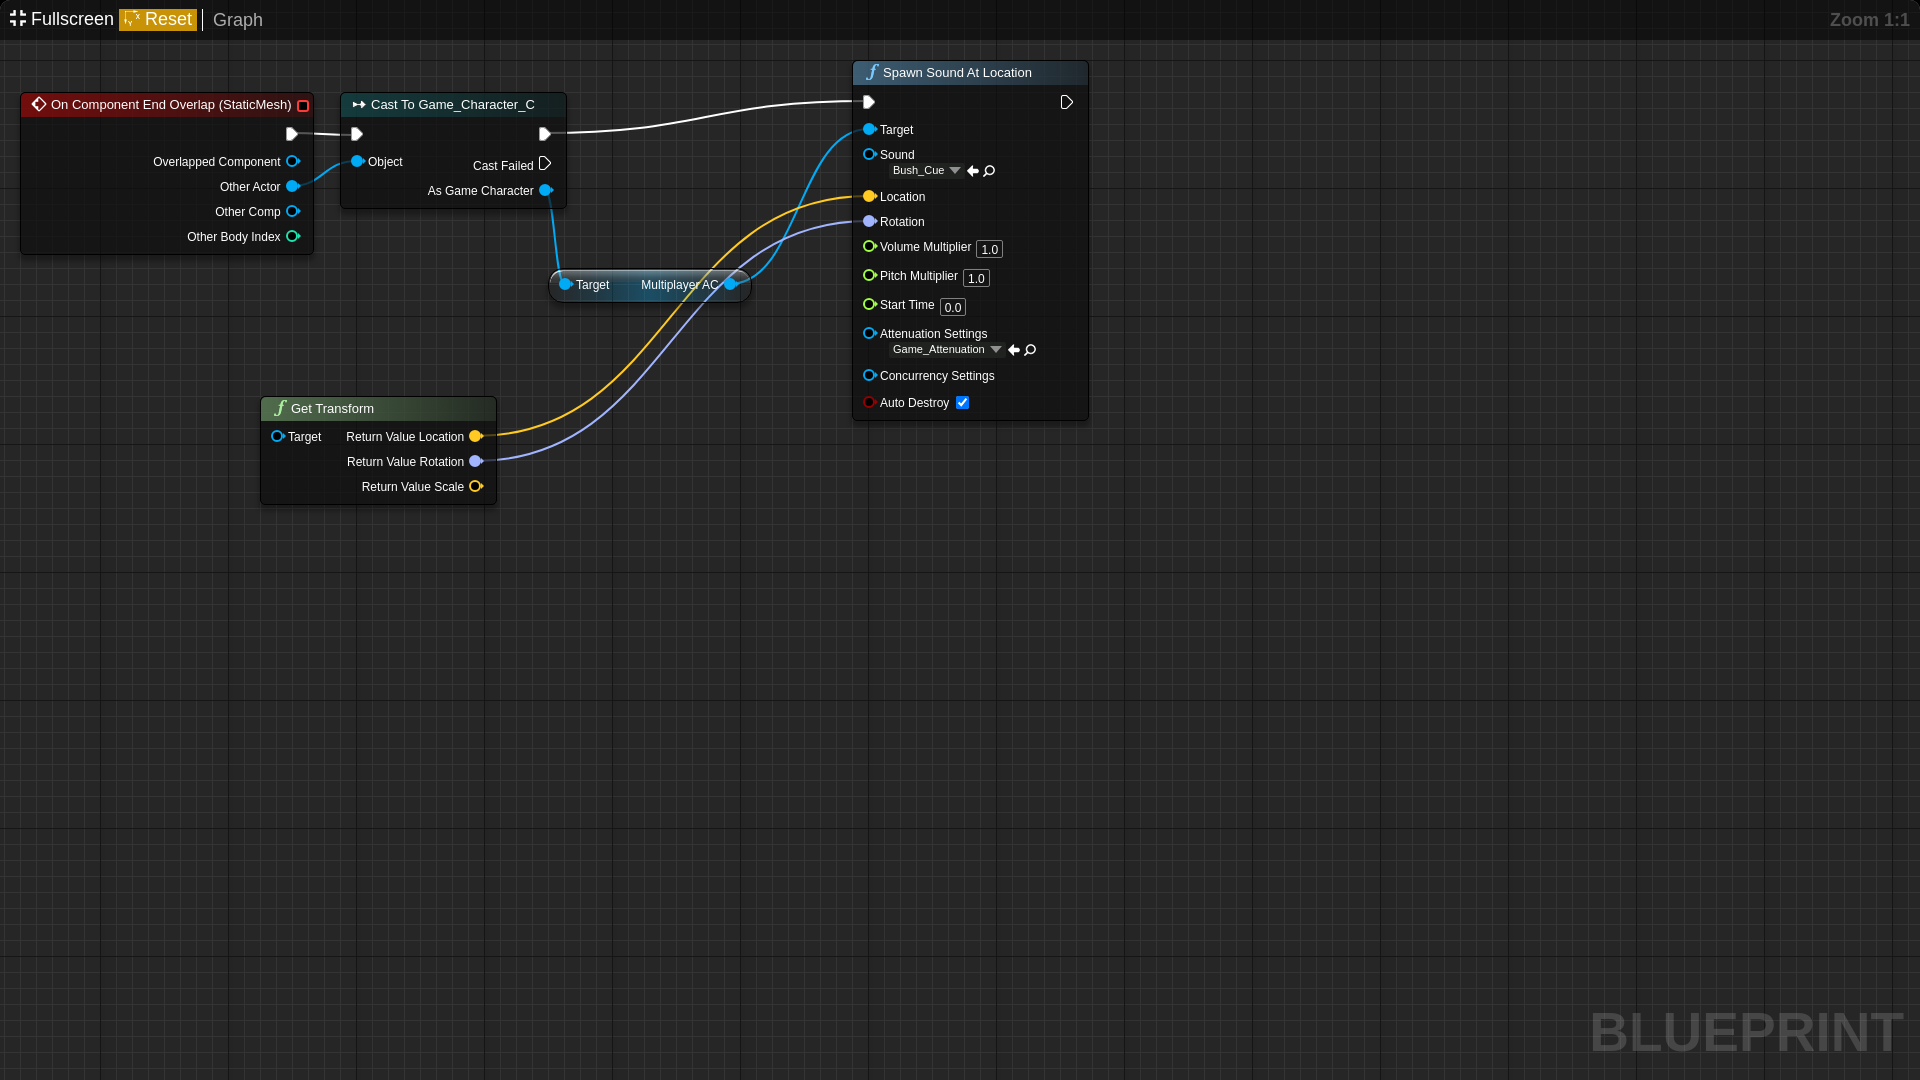 Fullscreen Reset Graph Zoom 1:1
On Component End Overlap (StaticMesh)
Overlapped Component
Other Actor
Other Comp
Other Body Index
Cast To Game_Character_C
Object
Cast Failed
As Game Character
Target Multiplayer AC
Get Transform
Target Return Value Location
Return Value Rotation
Return Value Scale
Spawn Sound At Location
Target
Sound
Bush_Cue
Location
Rotation
Volume Multiplier 1.0
Pitch Multiplier 1.0
Start Time 0.0
Attenuation Settings
Game_Attenuation
Concurrency Settings
Auto Destroy
BLUEPRINT